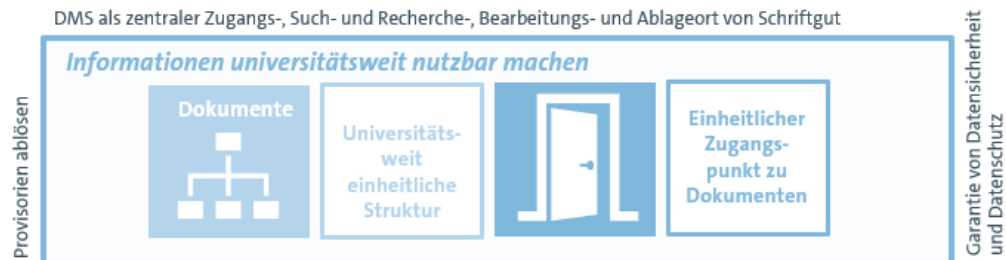 DMS als zentraler Zugangs-, Such- und Recherche-, Bearbeitungs- und Ablageort von Schriftgut
Informationen universitätsweit nutzbar machen
Dokumente
Universitäts-
weit
einheitliche
Struktur
Einheitlicher
Zugangs-
punkt zu
Dokumenten
Provisorien ablösen
Garantie von Datensicherheit
und Datenschutz